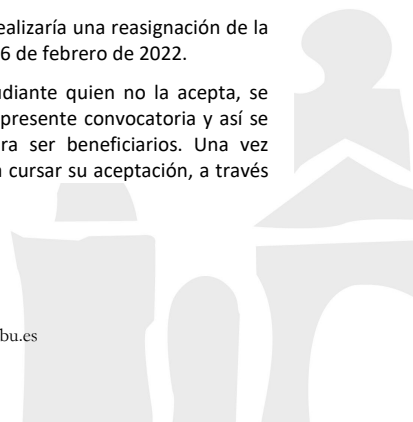 ealizaría una reasignación de la
6 de febrero de 2022.
udiante quien no la acepta, se
presente convocatoria y así se
ra ser beneficiarios. Una vez
n cursar su aceptación, a través
bu.es